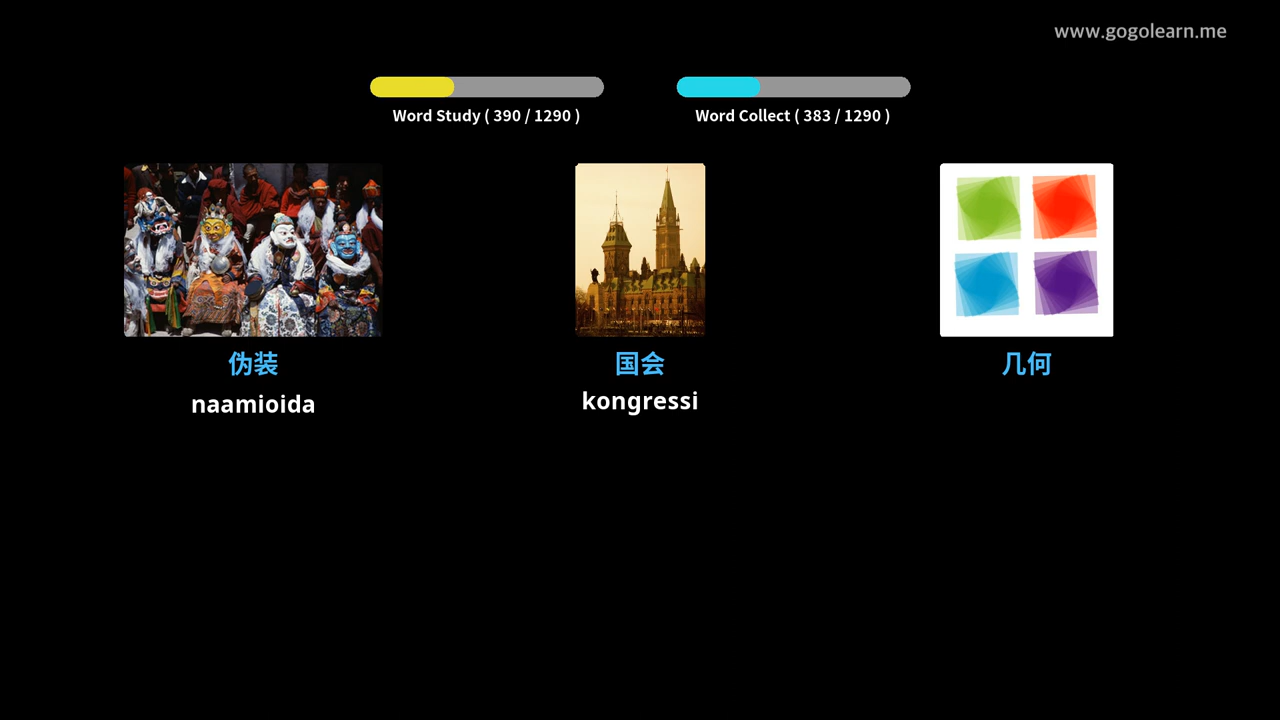 www.gogolearn.me
Word Study ( 390 / 1290 )
Word Collect ( 383 / 1290 )
伪装
国会
几何
naamioida
kongressi